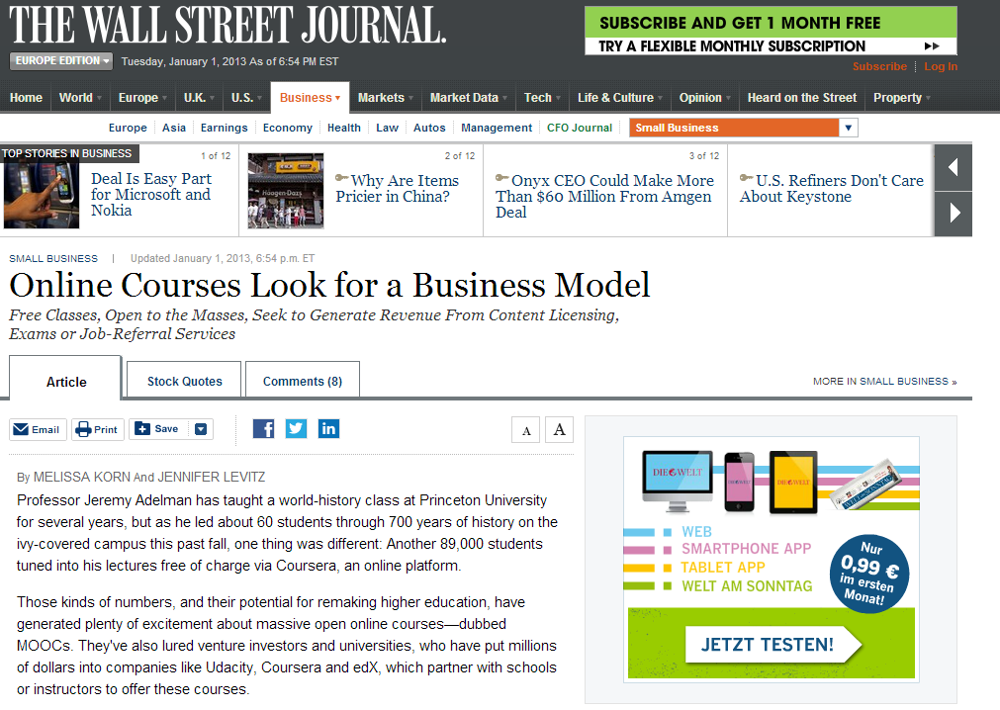 THE WALL STREET JOURNAL.
SUBSCRIBE AND GET 1 MONTH FREE
TRY A FLEXIBLE MONTHLY SUBSCRIPTION
EUROPE EDITION
Tuesday, January 1, 2013 As of 6:54 PM EST
Subscribe
Log In
Home World Europe U.K. U.S. Business Markets Market Data Tech Life & Culture Opinion Heard on the Street Property
Europe Asia Earnings Economy Health Law Autos Management CFO Journal Small Business
TOP STORIES IN BUSINESS
1 of 12
Deal Is Easy Part
for Microsoft and
Nokia
2 of 12
Häagen-Dazs
Why Are Items
Pricier in China?
3 of 12
Onyx CEO Could Make More
Than $60 Million From Amgen
Deal
U.S. Refiners Don't Care
About Keystone
SMALL BUSINESS | Updated January 1, 2013, 6:54 p.m. ET
Online Courses Look for a Business Model
Free Classes, Open to the Masses, Seek to Generate Revenue From Content Licensing,
Exams or Job-Referral Services
Article Stock Quotes Comments (8)
MORE IN SMALL BUSINESS »
Email Print Save f in A A
By MELISSA KORN And JENNIFER LEVITZ
Professor Jeremy Adelman has taught a world-history class at Princeton University
for several years, but as he led about 60 students through 700 years of history on the
ivy-covered campus this past fall, one thing was different: Another 89,000 students
tuned into his lectures free of charge via Coursera, an online platform.
Those kinds of numbers, and their potential for remaking higher education, have
generated plenty of excitement about massive open online courses—dubbed
MOOCs. They've also lured venture investors and universities, who have put millions
of dollars into companies like Udacity, Coursera and edX, which partner with schools
or instructors to offer these courses.
DIE WELT
DIE WELT
DIE WELT
WEB
SMARTPHONE APP
TABLET APP
WELT AM SONNTAG
Nur
0,99 €
im ersten
Monat!
JETZT TESTEN!